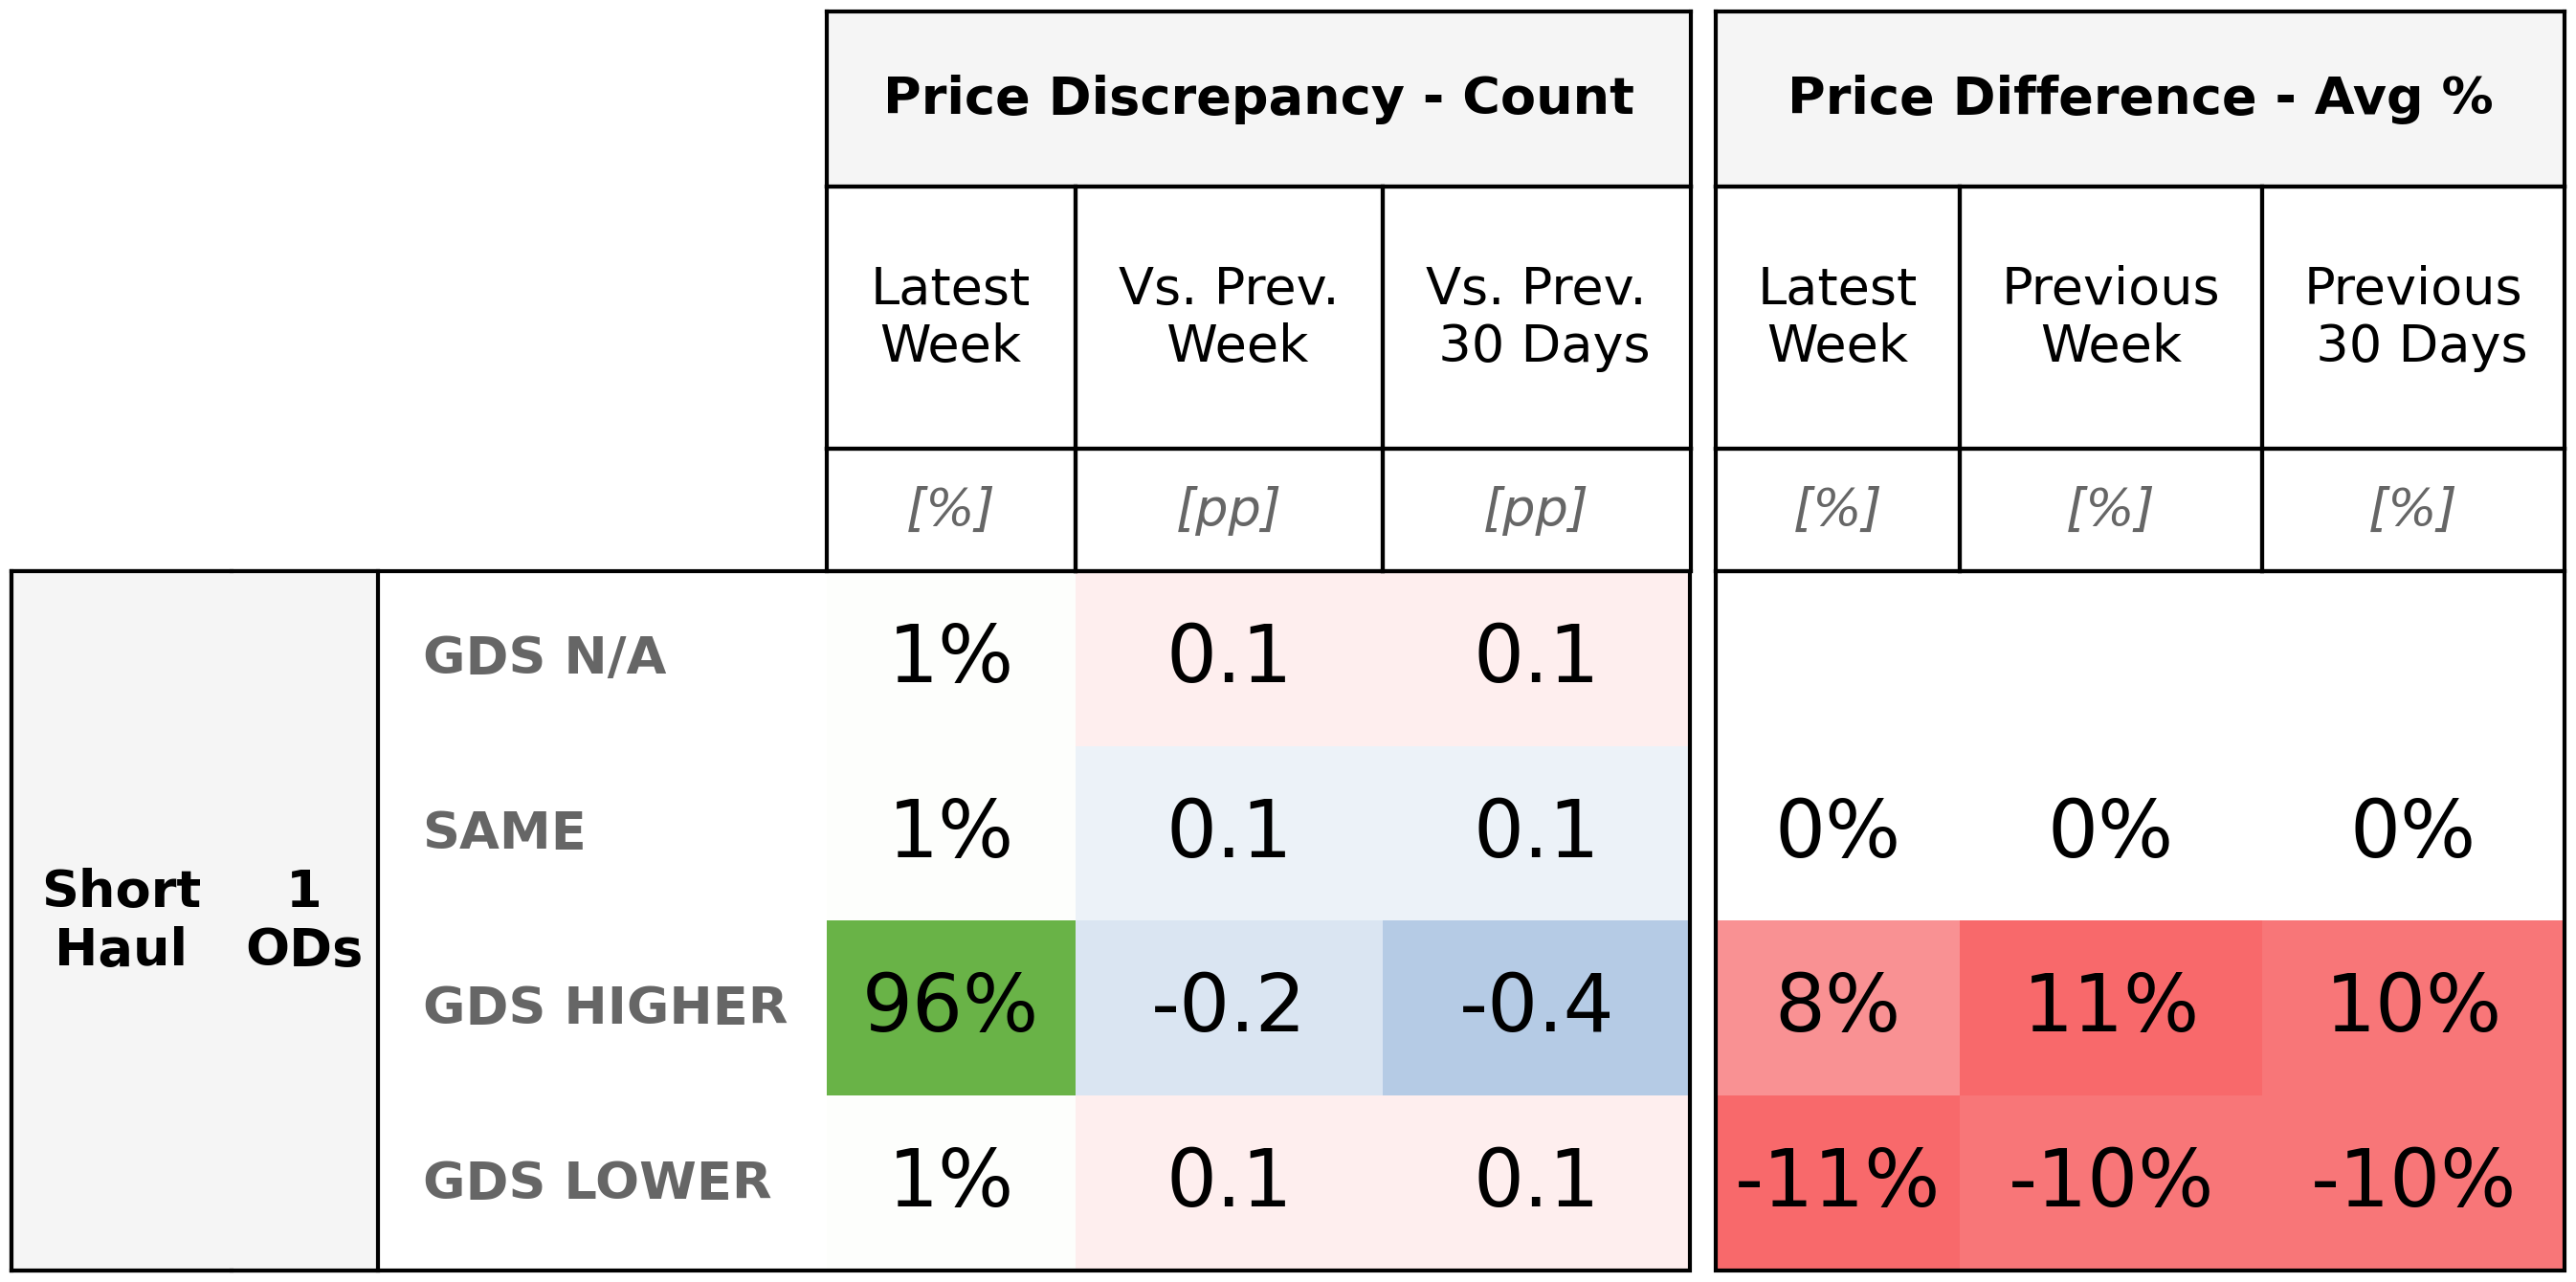 Price Discrepancy - Count
Price Difference - Avg %
Latest
Week
Vs. Prev.
Week
Vs. Prev.
30 Days
Latest
Week
Previous
Week
Previous
30 Days
[%]
[pp]
[pp]
[%]
[%]
[%]
Short
Haul
1
ODs
GDS N/A
1%
0.1
0.1
SAME
1%
0.1
0.1
0%
0%
0%
GDS HIGHER
96%
-0.2
-0.4
8%
11%
10%
GDS LOWER
1%
0.1
0.1
-11%
-10%
-10%